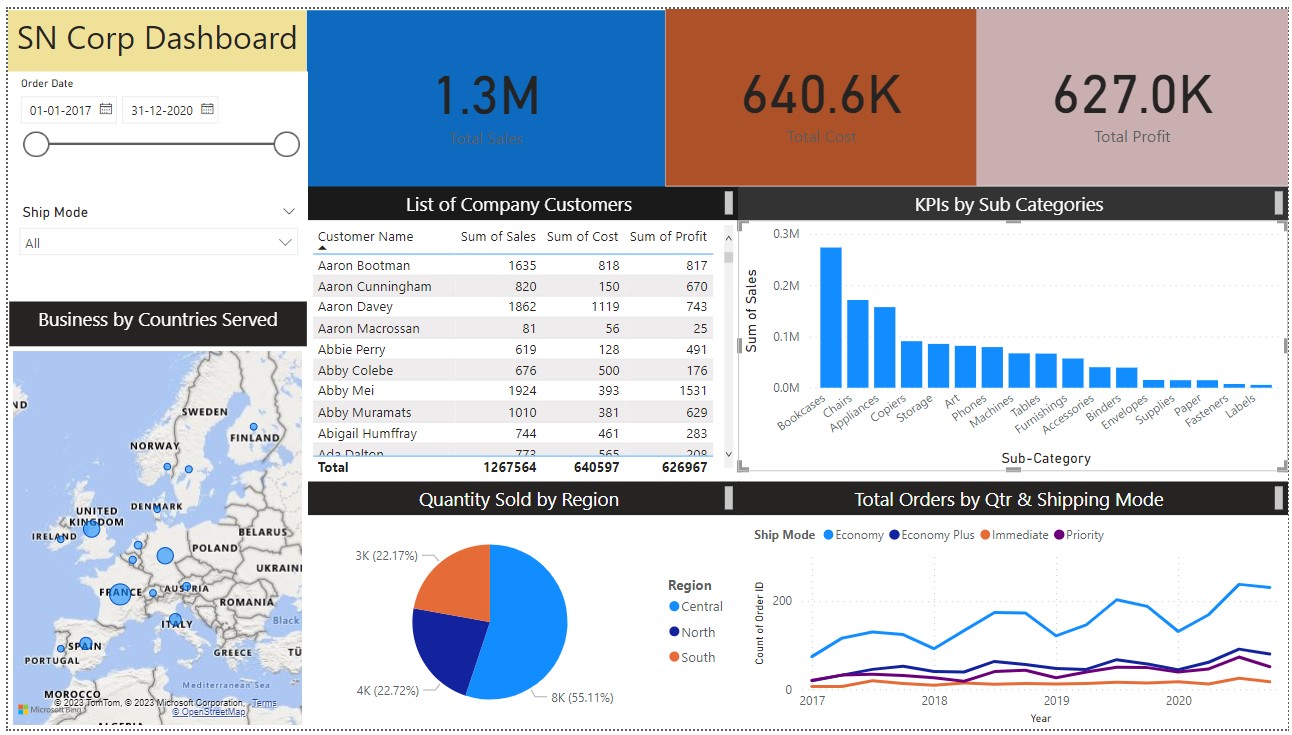 SN Corp Dashboard
Order Date
01-01-2017 31-12-2020
Ship Mode
All
1.3M
Total Sales
640.6K
Total Cost
627.0K
Total Profit
Business by Countries Served
ND
SWEDEN
FINLAND
NORWAY
DENMARK
UNITED
KINGDOM
IRELAND
BELARUS
POLAND
UKRAIN
FRANCE
AUSTRIA
ROMANIA
ITALY
Black
SPAIN
PORTUGAL
GREECE
TÜ
Mediterranean Sea
MOROCCO
ALGERIA
© 2023 TomTom, © 2023 Microsoft Corporation, Terms
Microsoft Bing
© OpenStreetMap
List of Company Customers
Customer Name Sum of Sales Sum of Cost Sum of Profit
Aaron Bootman 1635 818 817
Aaron Cunningham 820 150 670
Aaron Davey 1862 1119 743
Aaron Macrossan 81 56 25
Abbie Perry 619 128 491
Abby Colebe 676 500 176
Abby Mei 1924 393 1531
Abby Muramats 1010 381 629
Abigail Humffray 744 461 283
Ada Dalton 773 565 208
Total 1267564 640597 626967
KPIs by Sub Categories
Sum of Sales
0.3M
0.2M
0.1M
0.0M
Bookcases
Chairs
Appliances
Copiers
Storage
Art
Phones
Machines
Tables
Furnishings
Accessories
Binders
Envelopes
Supplies
Paper
Fasteners
Labels
Sub-Category
Quantity Sold by Region
3K (22.17%)
4K (22.72%)
8K (55.11%)
Region
Central
North
South
Total Orders by Qtr & Shipping Mode
Ship Mode Economy Economy Plus Immediate Priority
Count of Order ID
200
0
2017 2018 2019 2020
Year